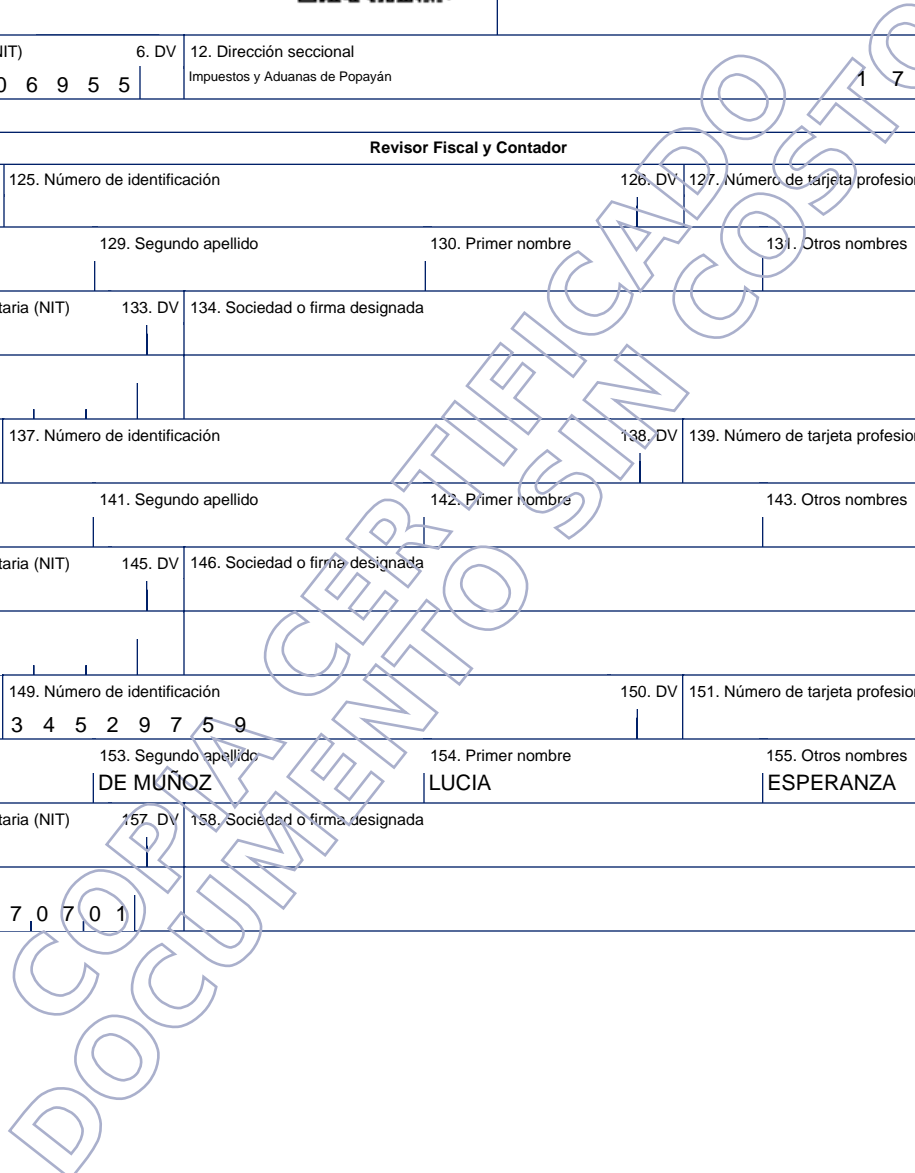 NIT) 6. DV 12. Dirección seccional
0 6 9 5 5 Impuestos y Aduanas de Popayán 1 7
Revisor Fiscal y Contador
125. Número de identificación 126. DV 127. Número de tarjeta profesion
129. Segundo apellido 130. Primer nombre 131. Otros nombres
taria (NIT) 133. DV 134. Sociedad o firma designada
137. Número de identificación 138. DV 139. Número de tarjeta profesion
141. Segundo apellido 142. Primer nombre 143. Otros nombres
taria (NIT) 145. DV 146. Sociedad o firma designada
149. Número de identificación 150. DV 151. Número de tarjeta profesion
3 4 5 2 9 7 5 9
153. Segundo apellido 154. Primer nombre 155. Otros nombres
DE MUÑOZ LUCIA ESPERANZA
taria (NIT) 157. DV 158. Sociedad o firma designada
7 0 7 0 1
COPIA CERTIFICADO
DOCUMENTO SIN COSTO